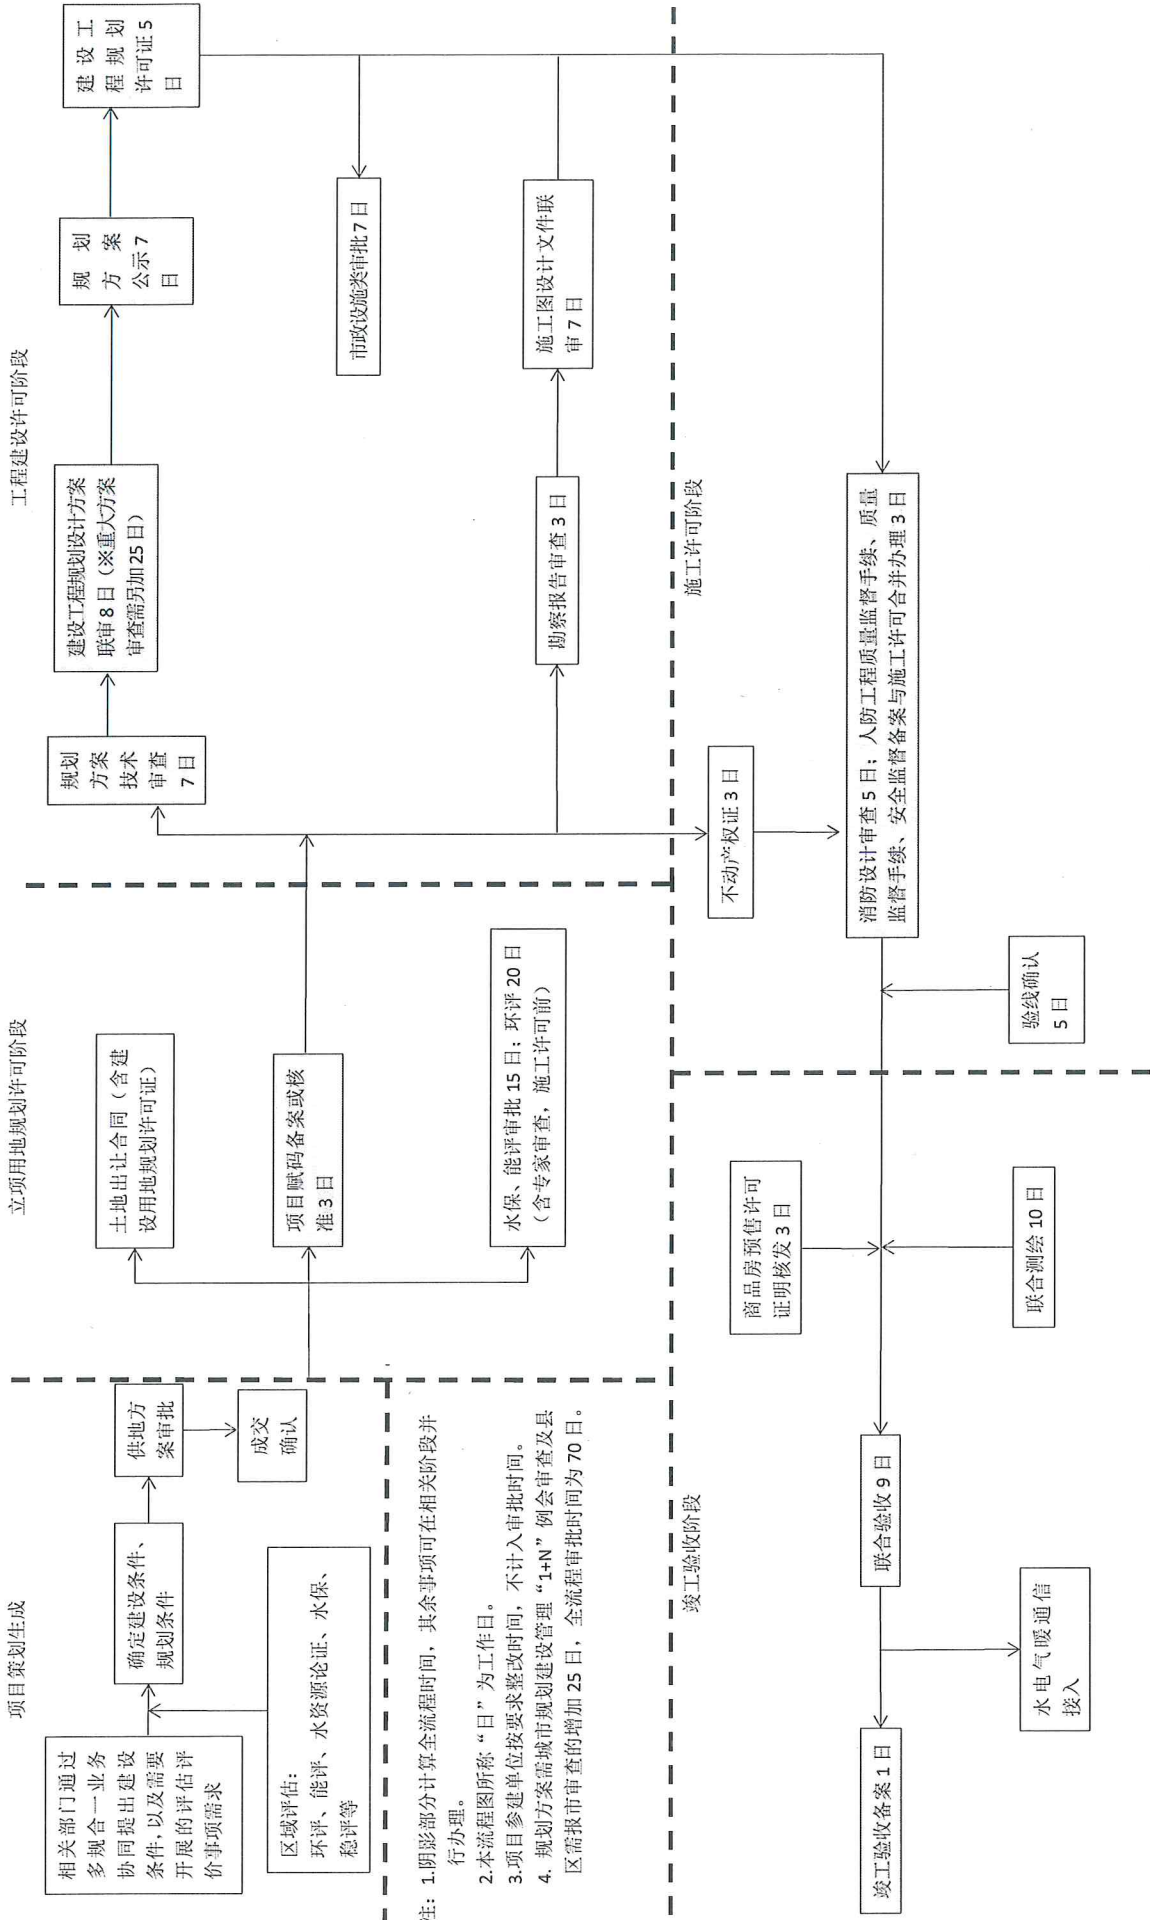 项目策划生成
相关部门通过
多规合一业务
协同提出建设
条件，以及需要
开展的评估评
价事项需求
区域评估：
环评、能评、水资源论证、水保、
稳评等
确定建设条件、
规划条件
供地方
案审批
成交
确认
注：1.阴影部分计算全流程时间，其余事项可在相关阶段并
行办理。
2.本流程图所称“日”为工作日。
3.项目参建单位按要求整改时间，不计入审批时间。
4. 规划方案需城市规划建设管理“1+N”例会审查及县
区需报市审查的增加 25 日，全流程审批时间为 70 日。
立项用地规划许可阶段
土地出让合同（含建
设用地规划许可证）
项目赋码备案或核
准 3 日
水保、能评审批 15 日；环评 20 日
（含专家审查，施工许可前）
工程建设许可阶段
规划
方案
技术
审查
7 日
建设工程规划设计方案
联审 8 日（※重大方案
审查需另加 25 日）
规 划
方 案
公示 7
日
建 设 工
程 规 划
许可证 5
日
市政设施类审批 7 日
勘察报告审查 3 日
施工图设计文件联
审 7 日
施工许可阶段
不动产权证 3 日
消防设计审查 5 日；人防工程质量监督手续、质量
监督手续、安全监督备案与施工许可合并办理 3 日
验线确认
5 日
竣工验收阶段
商品房预售许可
证明核发 3 日
联合测绘 10 日
联合验收 9 日
水电气暖通信
接入
竣工验收备案 1 日